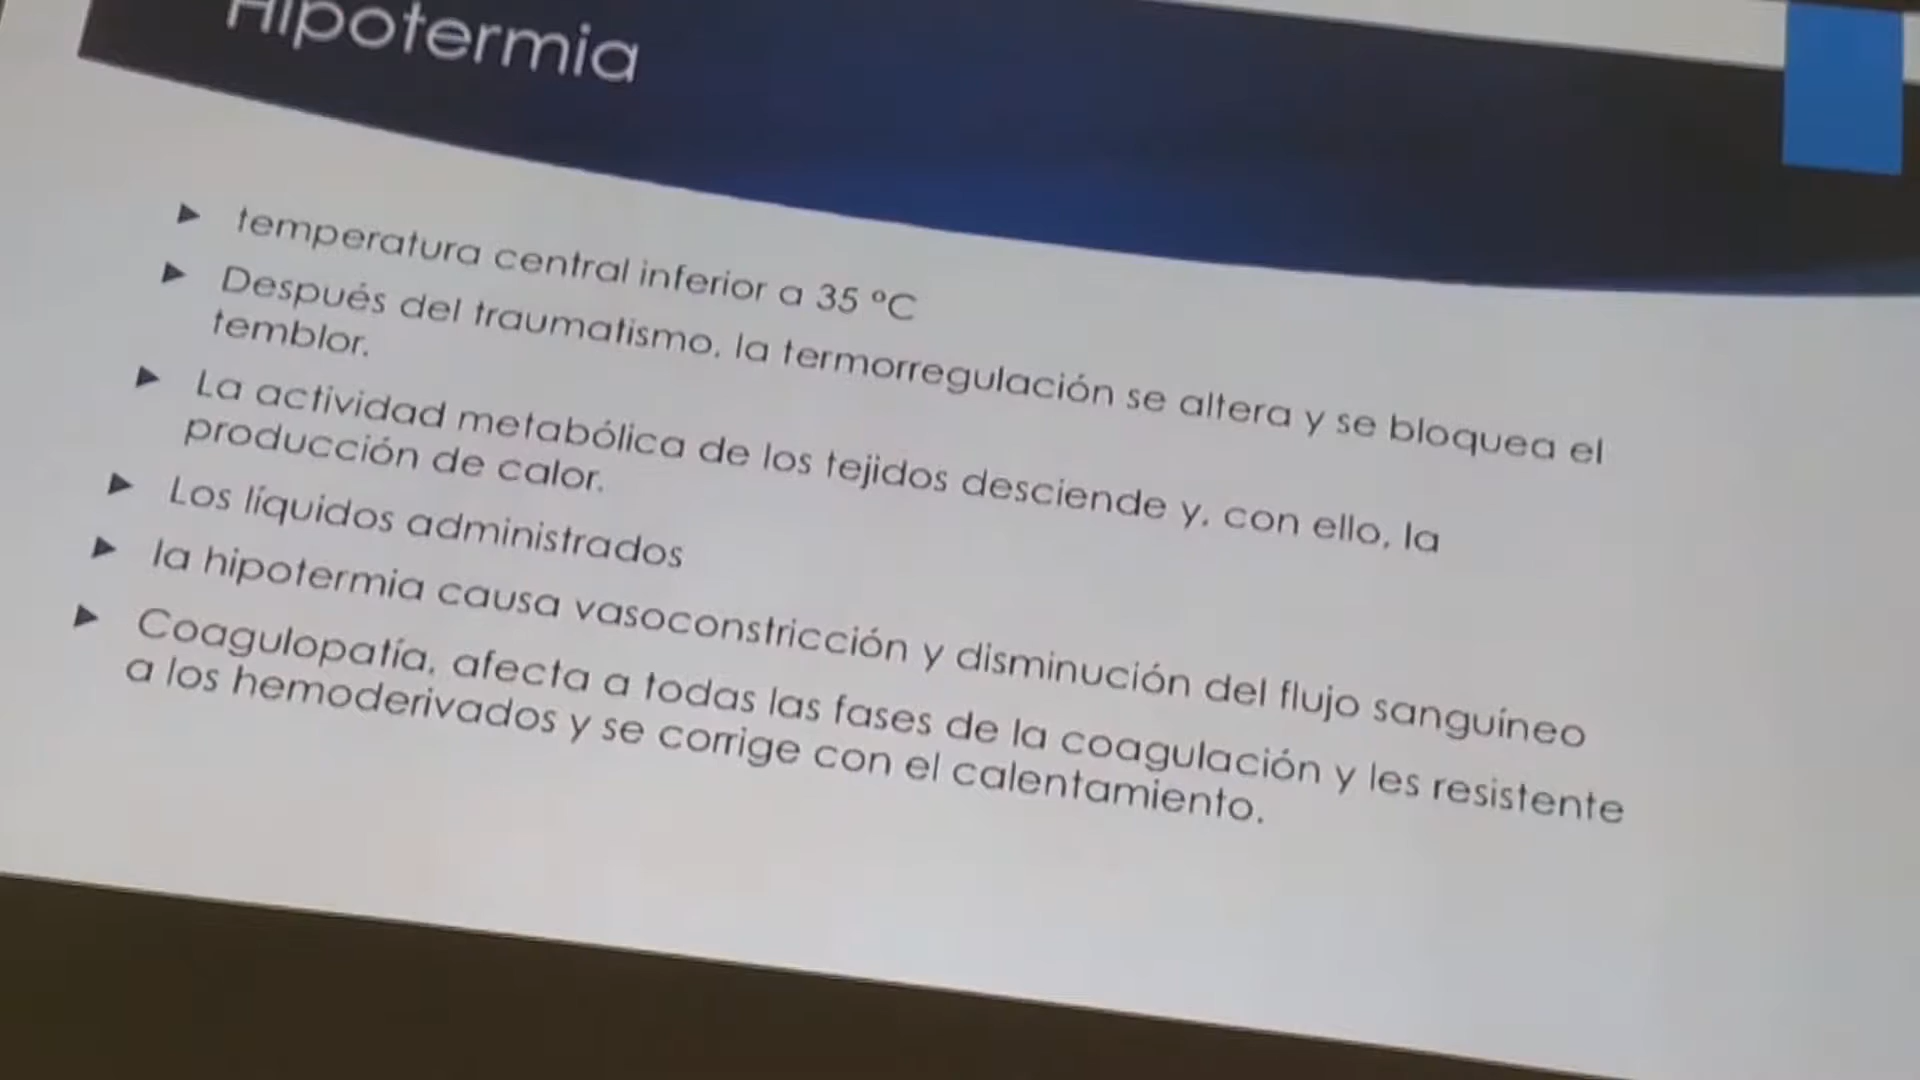 Hipotermia
temperatura central inferior a 35 ºC
Después del traumatismo, la termorregulación se altera y se bloquea el
temblor.
La actividad metabólica de los tejidos desciende y, con ello, la
producción de calor.
Los líquidos administrados
la hipotermia causa vasoconstricción y disminución del flujo sanguíneo
Coagulopatía, afecta a todas las fases de la coagulación y les resistente
a los hemoderivados y se corrige con el calentamiento.